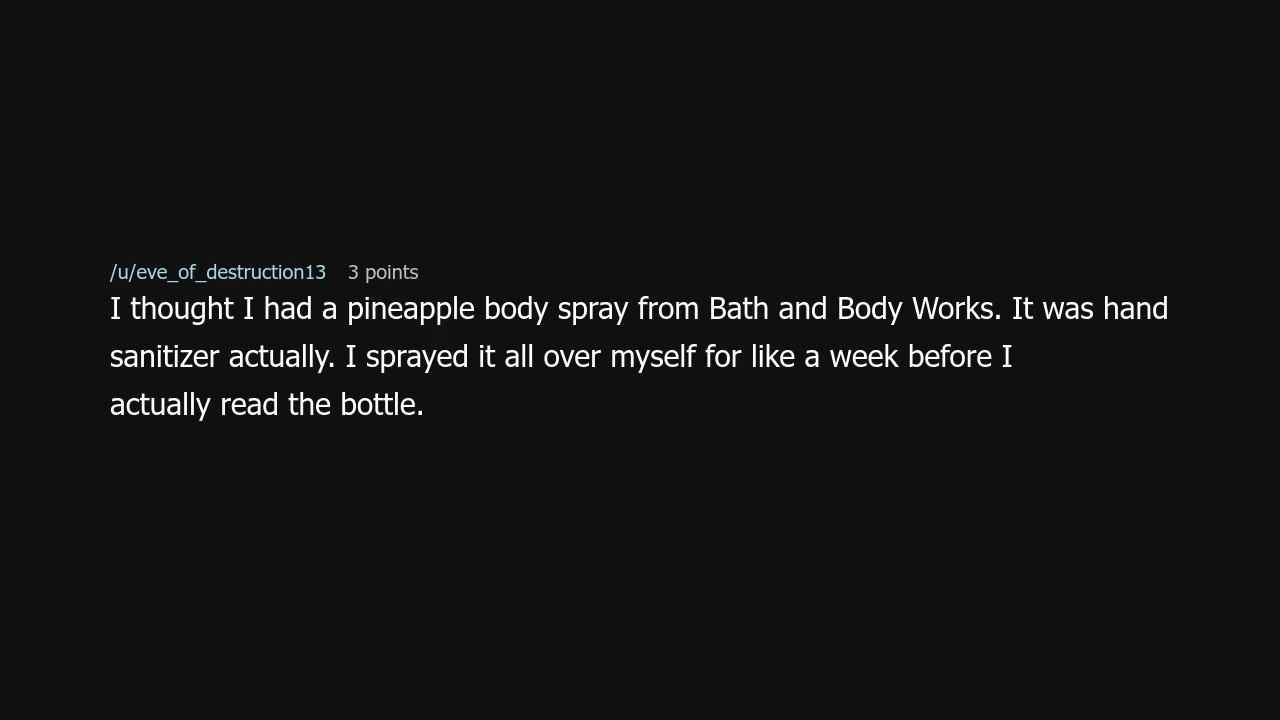 /u/eve_of_destruction13 3 points
I thought I had a pineapple body spray from Bath and Body Works. It was hand
sanitizer actually. I sprayed it all over myself for like a week before I
actually read the bottle.